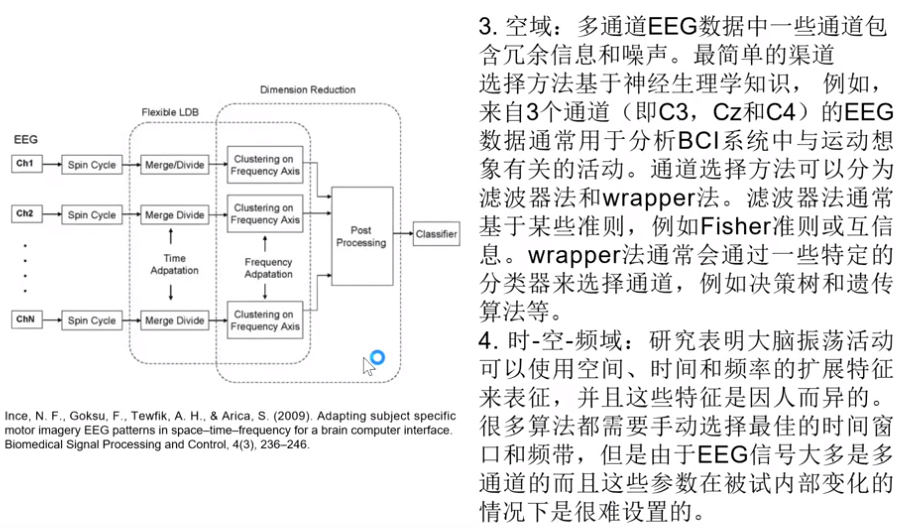 Dimension Reduction
Flexible LDB
EEG
Ch1
Spin Cycle
Merge/Divide
Clustering on
Frequency Axis
Ch2
Spin Cycle
Merge Divide
Clustering on
Frequency Axis
Post
Processing
Classifier
Time
Adpatation
Frequency
Adpatation
ChN
Spin Cycle
Merge Divide
Clustering on
Frequency Axis
Ince, N. F., Goksu, F., Tewfik, A. H., & Arica, S. (2009). Adapting subject specific
motor imagery EEG patterns in space–time–frequency for a brain computer interface.
Biomedical Signal Processing and Control, 4(3), 236–246.
3. 空域：多通道EEG数据中一些通道包
含冗余信息和噪声。最简单的渠道
选择方法基于神经生理学知识， 例如，
来自3个通道（即C3，Cz和C4）的EEG
数据通常用于分析BCI系统中与运动想
象有关的活动。通道选择方法可以分为
滤波器法和wrapper法。滤波器法通常
基于某些准则，例如Fisher准则或互信
息。wrapper法通常会通过一些特定的
分类器来选择通道，例如决策树和遗传
算法等。
4. 时-空-频域：研究表明大脑振荡活动
可以使用空间、时间和频率的扩展特征
来表征，并且这些特征是因人而异的。
很多算法都需要手动选择最佳的时间窗
口和频带，但是由于EEG信号大多是多
通道的而且这些参数在被试内部变化的
情况下是很难设置的。